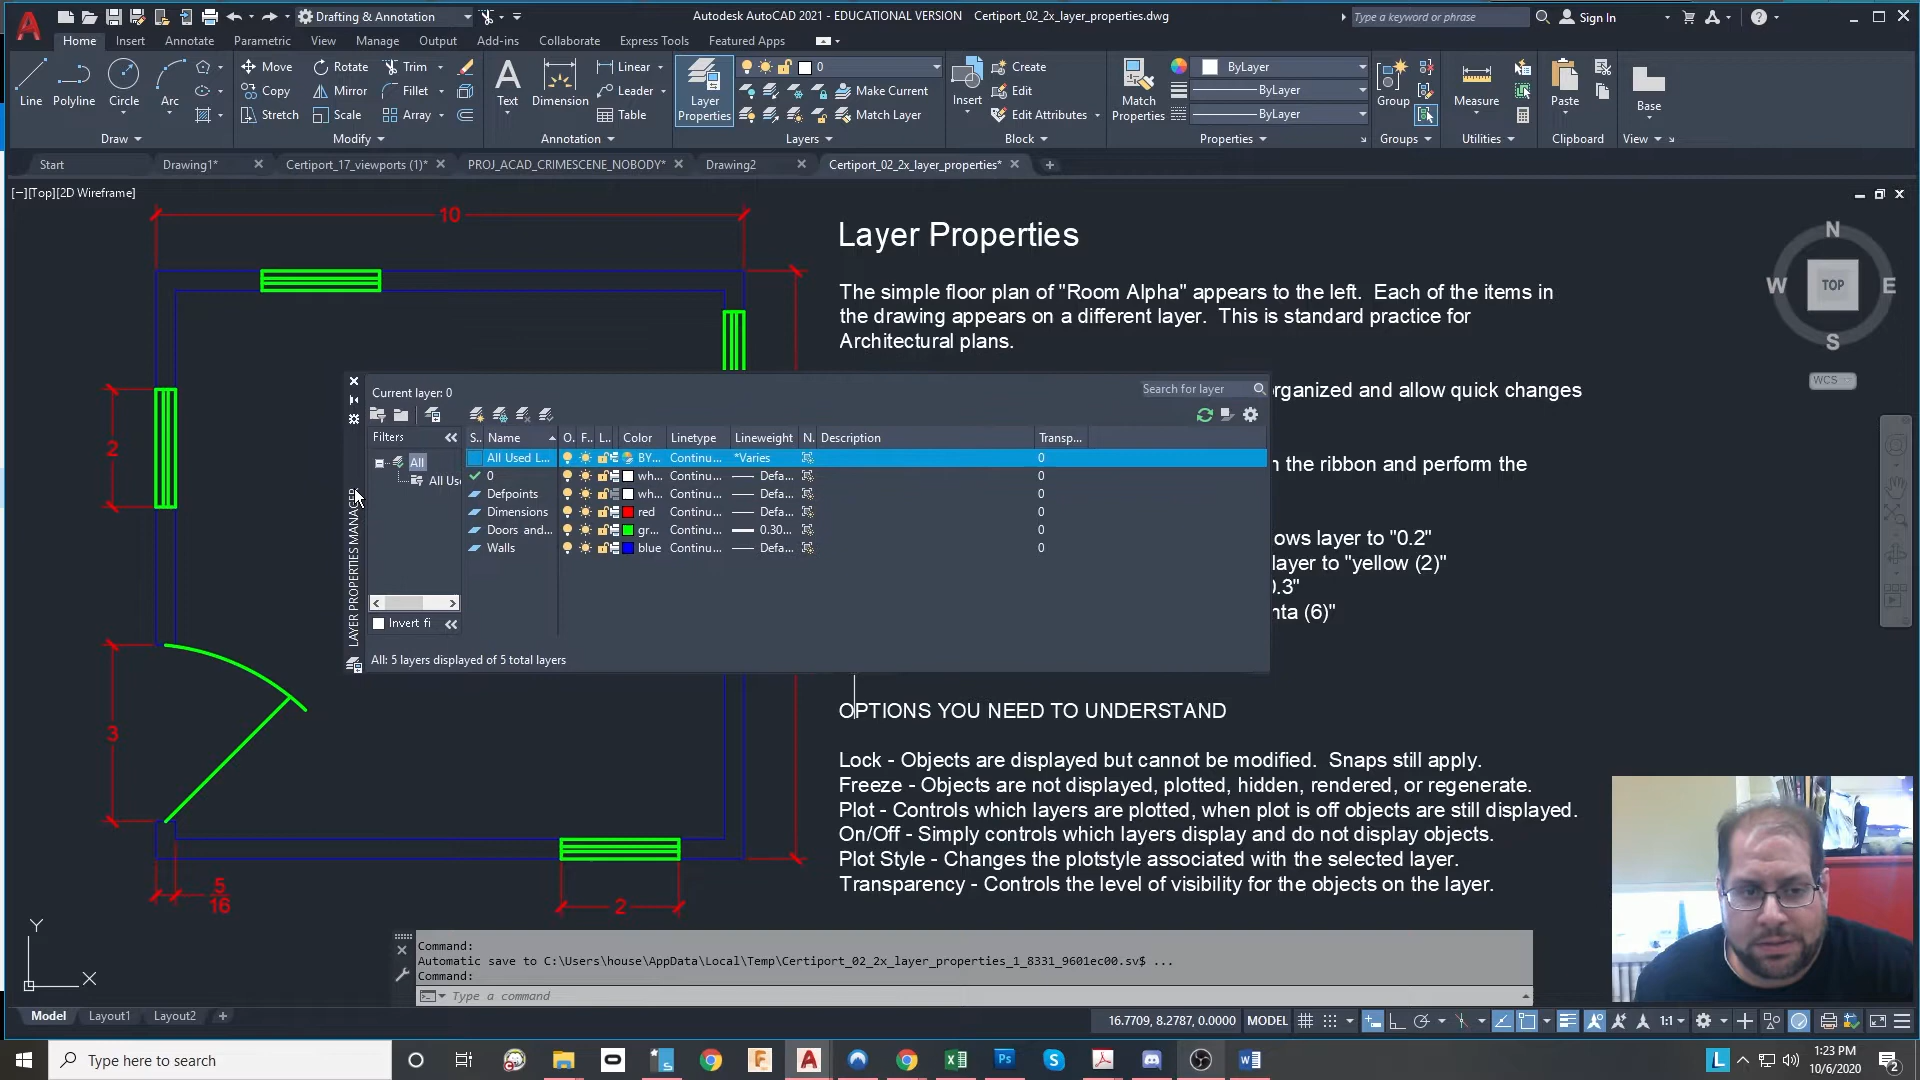 Drafting & Annotation
Autodesk AutoCAD 2021 - EDUCATIONAL VERSION Certiport_02_2x_layer_properties.dwg
Type a keyword or phrase
Sign In
Home Insert Annotate Parametric View Manage Output Add-ins Collaborate Express Tools Featured Apps
Line Polyline Circle Arc
Move Rotate Trim
Copy Mirror Fillet
Stretch Scale Array
Text Dimension
Linear
Leader
Table
Layer Properties
0
Make Current
Match Layer
Insert
Create
Edit
Edit Attributes
Match Properties
ByLayer
ByLayer
ByLayer
Group
Measure
Paste
Base
Draw Modify Annotation Layers Block Properties Groups Utilities Clipboard View
Start Drawing1* Certiport_17_viewports (1)* PROJ_ACAD_CRIMESCENE_NOBODY* Drawing2 Certiport_02_2x_layer_properties*
[−][Top][2D Wireframe]
10
2
3
5
16
2
N
W TOP E
S
WCS
Layer Properties
The simple floor plan of "Room Alpha" appears to the left. Each of the items in
the drawing appears on a different layer. This is standard practice for
Architectural plans.
organized and allow quick changes
n the ribbon and perform the
ows layer to "0.2"
layer to "yellow (2)"
0.3"
nta (6)"
LAYER PROPERTIES MANAGER
Current layer: 0
Search for layer
Filters
All
All Use
Invert fi
S.. Name O. F.. L.. Color Linetype Lineweight N. Description Transp...
All Used L... BY... Continu... *Varies 0
0 wh... Continu... Defa... 0
Defpoints wh... Continu... Defa... 0
Dimensions red Continu... Defa... 0
Doors and... gr... Continu... 0.30... 0
Walls blue Continu... Defa... 0
All: 5 layers displayed of 5 total layers
OPTIONS YOU NEED TO UNDERSTAND
Lock - Objects are displayed but cannot be modified. Snaps still apply.
Freeze - Objects are not displayed, plotted, hidden, rendered, or regenerate.
Plot - Controls which layers are plotted, when plot is off objects are still displayed.
On/Off - Simply controls which layers display and do not display objects.
Plot Style - Changes the plotstyle associated with the selected layer.
Transparency - Controls the level of visibility for the objects on the layer.
Y
X
Command:
Automatic save to C:\Users\house\AppData\Local\Temp\Certiport_02_2x_layer_properties_1_8331_9601ec00.sv$ ...
Command:
Type a command
Model Layout1 Layout2
16.7709, 8.2787, 0.0000 MODEL 1:1
Type here to search
1:23 PM
10/6/2020
2